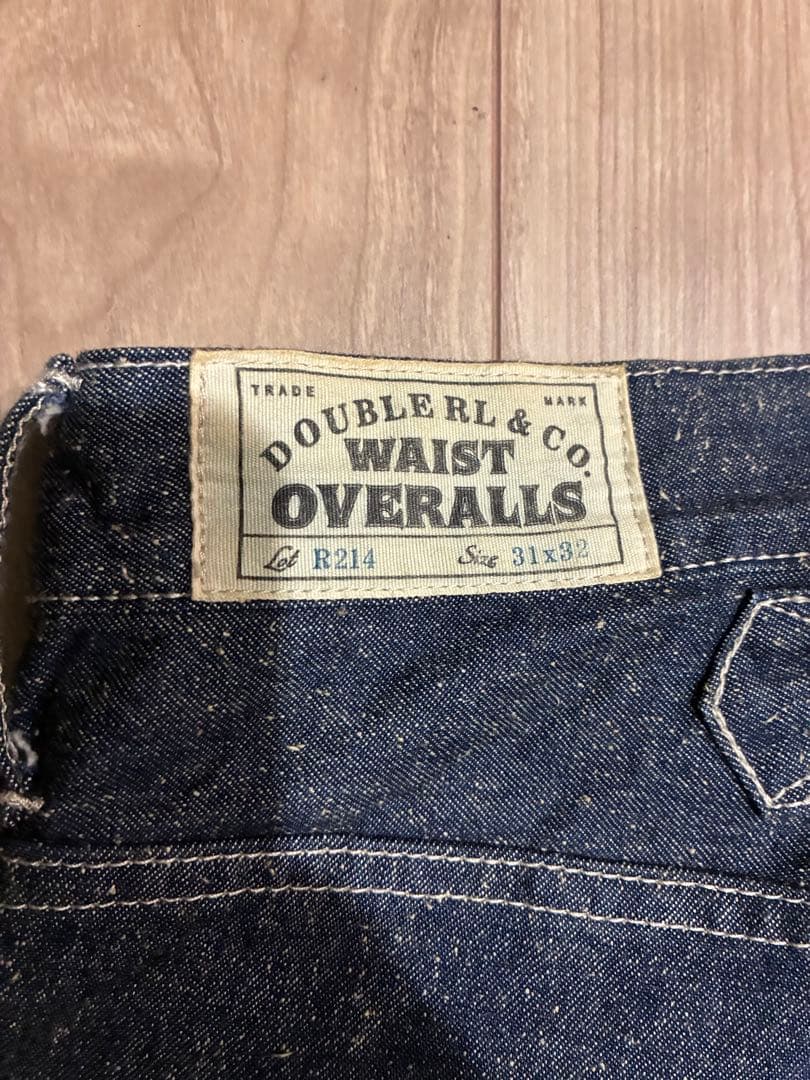 TRADE MARK
DOUBLE RL & CO.
WAIST
OVERALLS
Lot R214 Size 31x32